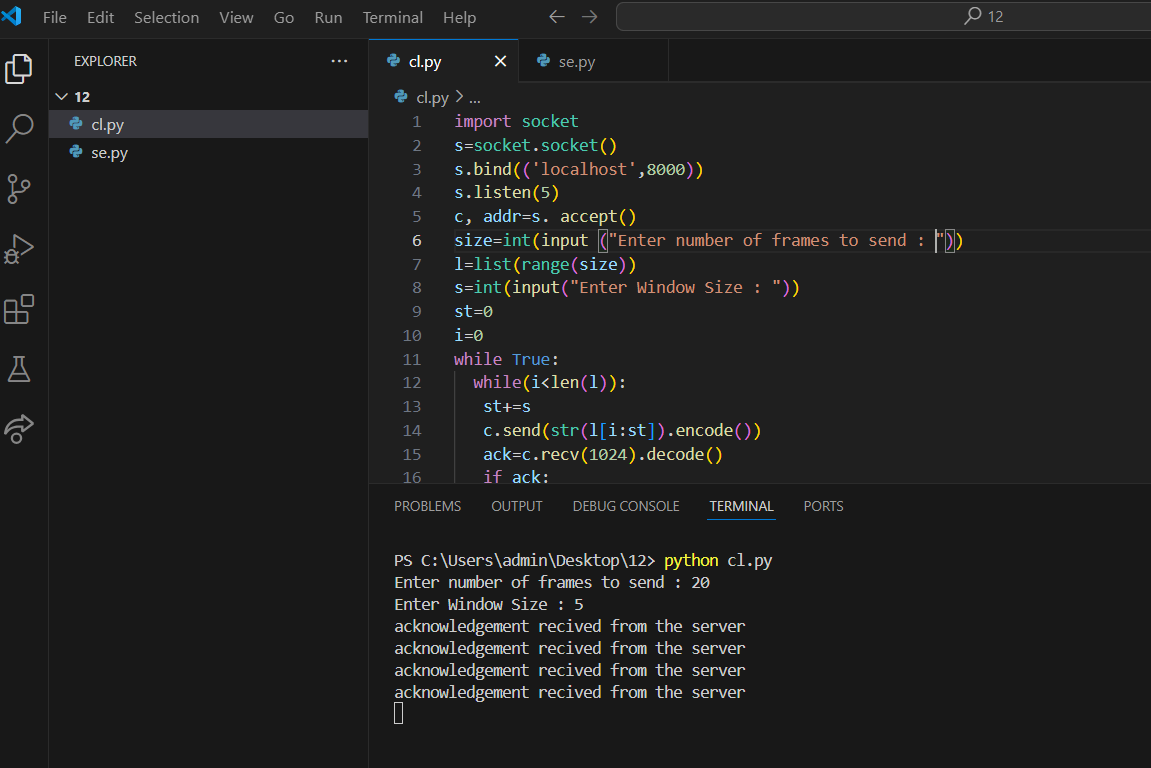 File Edit Selection View Go Run Terminal Help 12
EXPLORER ...
cl.py se.py
12
cl.py > ...
cl.py
se.py
1 import socket
2 s=socket.socket()
3 s.bind(('localhost',8000))
4 s.listen(5)
5 c, addr=s. accept()
6 size=int(input ("Enter number of frames to send : "))
7 l=list(range(size))
8 s=int(input("Enter Window Size : "))
9 st=0
10 i=0
11 while True:
12 while(i<len(l)):
13 st+=s
14 c.send(str(l[i:st]).encode())
15 ack=c.recv(1024).decode()
16 if ack:
PROBLEMS OUTPUT DEBUG CONSOLE TERMINAL PORTS
PS C:\Users\admin\Desktop\12> python cl.py
Enter number of frames to send : 20
Enter Window Size : 5
acknowledgement recived from the server
acknowledgement recived from the server
acknowledgement recived from the server
acknowledgement recived from the server